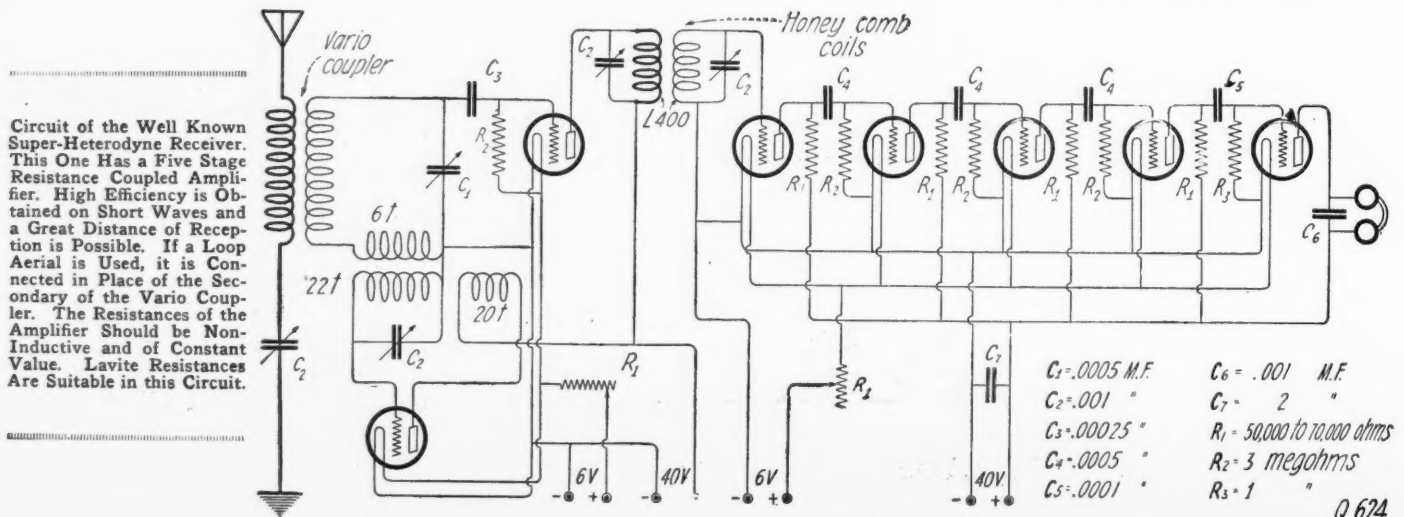 Circuit of the Well Known
Super-Heterodyne Receiver.
This One Has a Five Stage
Resistance Coupled Ampli-
fier. High Efficiency is Ob-
tained on Short Waves and
a Great Distance of Recep-
tion is Possible. If a Loop
Aerial is Used, it is Con-
nected in Place of the Sec-
ondary of the Vario Coup-
ler. The Resistances of the
Amplifier Should be Non-
Inductive and of Constant
Value. Lavite Resistances
Are Suitable in this Circuit.
vario
coupler
Honey comb
coils
C3
C2
L400
C2
C4
C4
C4
C5
R2
C1
R1
R2
R1
R2
R1
R2
R1
R3
C6
6t
22t
20t
C2
C2
R1
R1
C7
6V
40V
6V
40V
- +
-
- +
- +
C1=.0005 M.F.
C2=.001 "
C3=.00025 "
C4=.0005 "
C5=.0001 "
C6=.001 M.F.
C7= 2 "
R1=50,000 to 70,000 ohms
R2=3 megohms
R3=1 "
Q 624